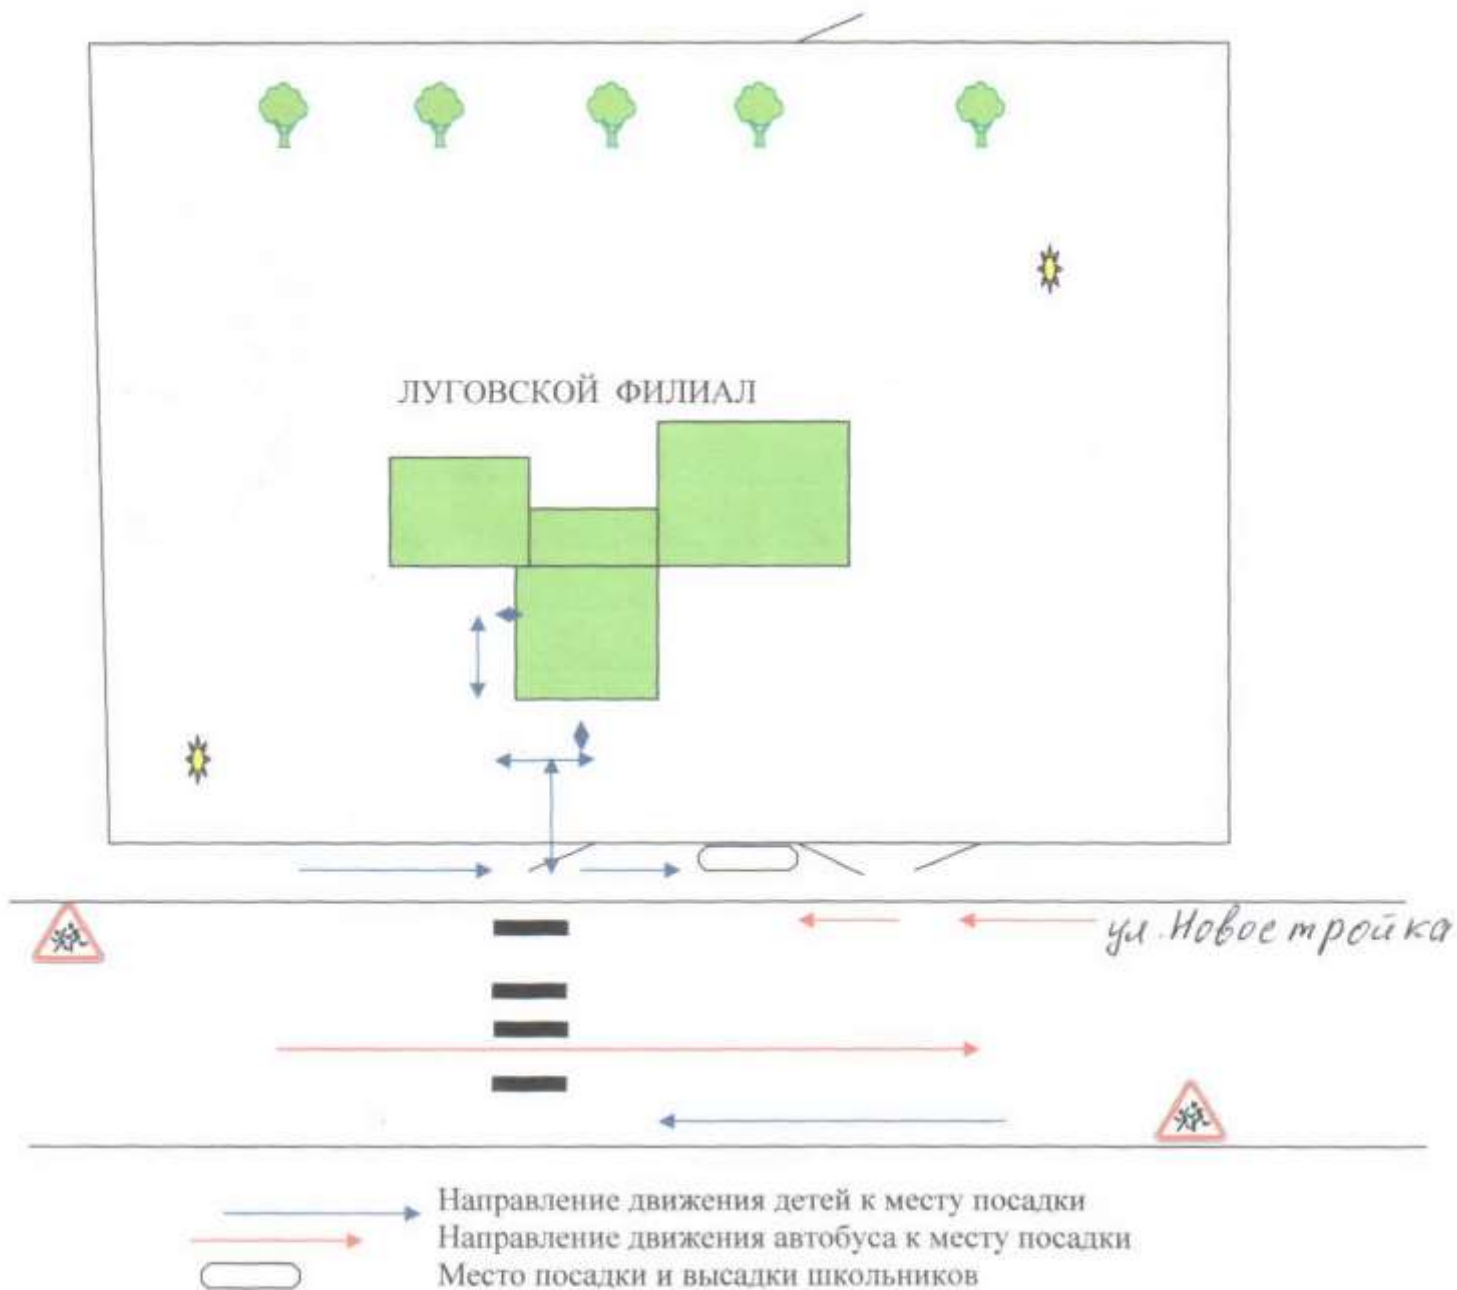 ЛУГОВСКОЙ ФИЛИАЛ
ул. Новостройка
Направление движения детей к месту посадки
Направление движения автобуса к месту посадки
Место посадки и высадки школьников